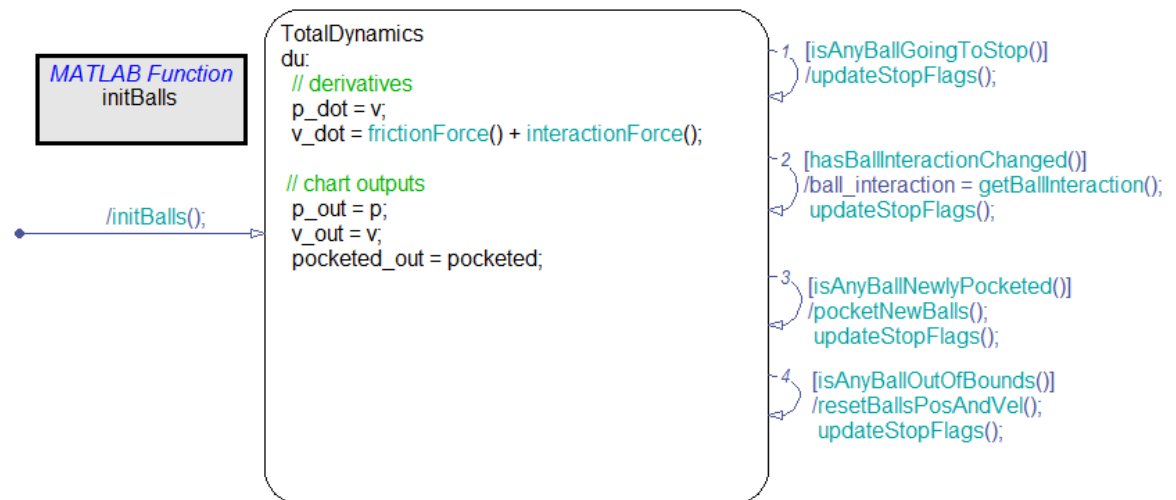 MATLAB Function
initBalls
/initBalls();
TotalDynamics
du:
// derivatives
p_dot = v;
v_dot = frictionForce() + interactionForce();
// chart outputs
p_out = p;
v_out = v;
pocketed_out = pocketed;
1
[isAnyBallGoingToStop()]
/updateStopFlags();
2
[hasBallInteractionChanged()]
/ball_interaction = getBallInteraction();
updateStopFlags();
3
[isAnyBallNewlyPocketed()]
/pocketNewBalls();
updateStopFlags();
4
[isAnyBallOutOfBounds()]
/resetBallsPosAndVel();
updateStopFlags();